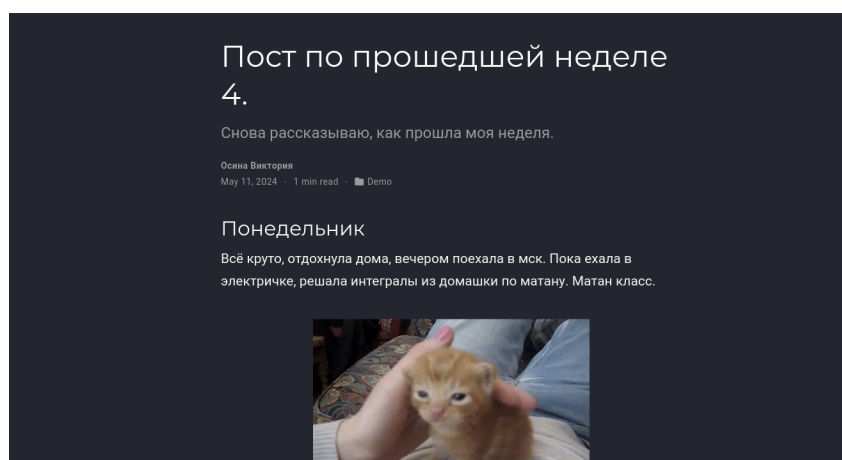 Пост по прошедшей неделе
4.
Снова рассказываю, как прошла моя неделя.
Осина Виктория
May 11, 2024 · 1 min read · Demo
Понедельник
Всё круто, отдохнула дома, вечером поехала в мск. Пока ехала в
электричке, решала интегралы из домашки по матану. Матан класс.